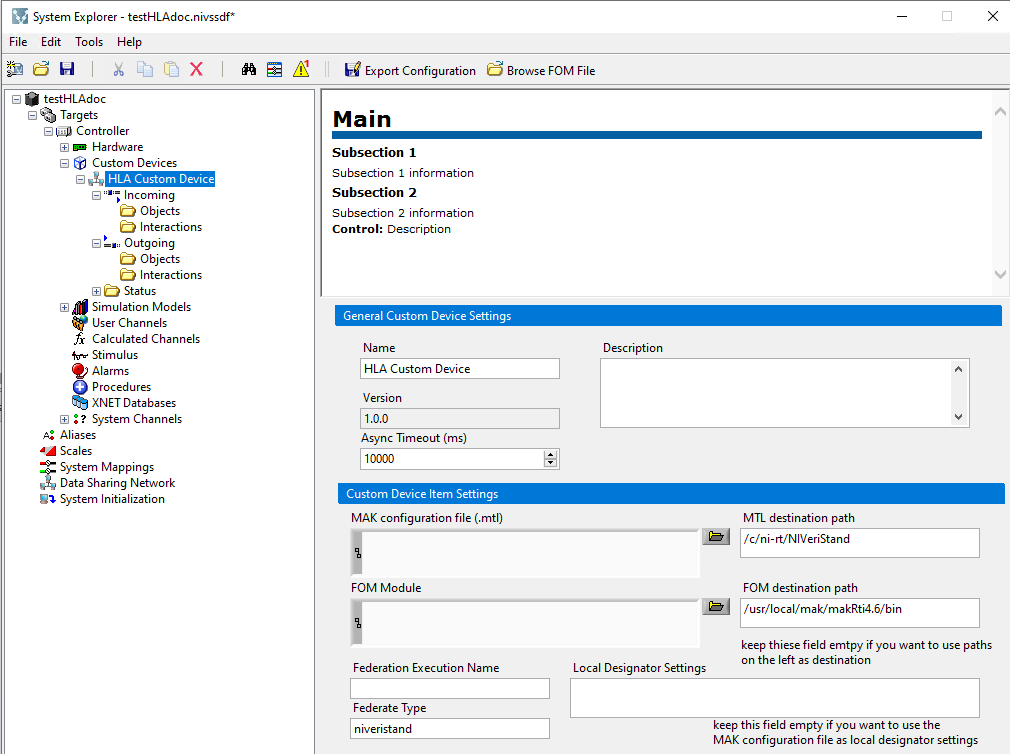 System Explorer - testHLAdoc.nivssdf*
File Edit Tools Help
Export Configuration Browse FOM File
testHLAdoc
Targets
Controller
Hardware
Custom Devices
HLA Custom Device
Incoming
Objects
Interactions
Outgoing
Objects
Interactions
Status
Simulation Models
User Channels
Calculated Channels
Stimulus
Alarms
Procedures
XNET Databases
System Channels
Aliases
Scales
System Mappings
Data Sharing Network
System Initialization
Main
Subsection 1
Subsection 1 information
Subsection 2
Subsection 2 information
Control: Description
General Custom Device Settings
Name
HLA Custom Device
Description
Version
1.0.0
Async Timeout (ms)
10000
Custom Device Item Settings
MAK configuration file (.mtl)
MTL destination path
/c/ni-rt/NIVeriStand
FOM Module
FOM destination path
/usr/local/mak/makRti4.6/bin
keep thiese field emtpy if you want to use paths
on the left as destination
Federation Execution Name
Local Designator Settings
Federate Type
niveristand
keep this field empty if you want to use the
MAK configuration file as local designator settings